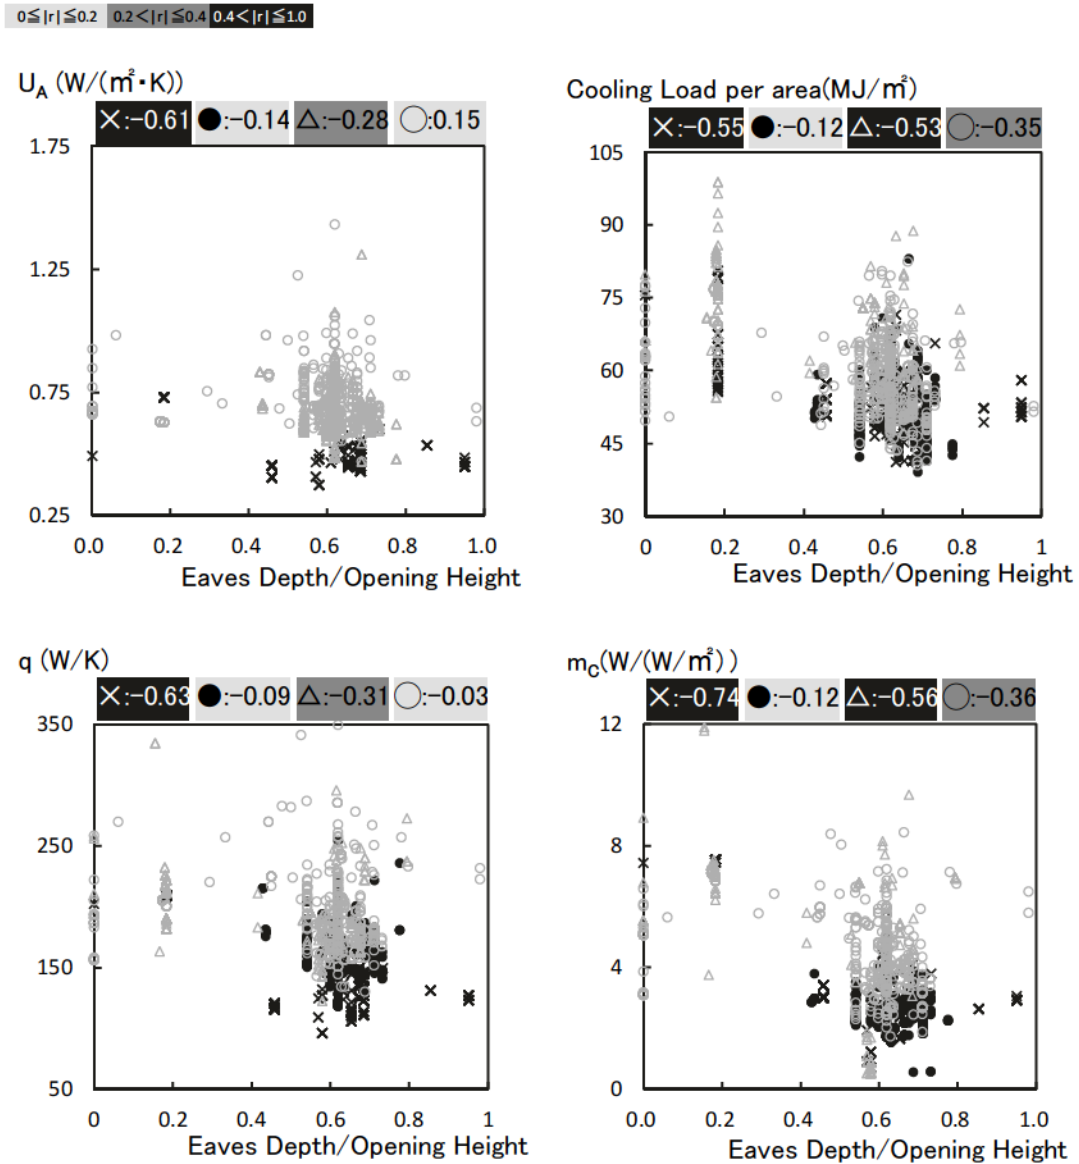 0≦|r|≦0.2 0.2<|r|≦0.4 0.4<|r|≦1.0
U_A (W/(㎡・K))
×:−0.61 ●:−0.14 △:−0.28 ○:0.15
1.75
1.25
0.75
0.25
0.0 0.2 0.4 0.6 0.8 1.0
Eaves Depth/Opening Height
Cooling Load per area(MJ/㎡)
×:−0.55 ●:−0.12 △:−0.53 ○:−0.35
105
90
75
60
45
30
0 0.2 0.4 0.6 0.8 1
Eaves Depth/Opening Height
q (W/K)
×:−0.63 ●:−0.09 △:−0.31 ○:−0.03
350
250
150
50
0 0.2 0.4 0.6 0.8 1
Eaves Depth/Opening Height
m_C(W/(W/㎡))
×:−0.74 ●:−0.12 △:−0.56 ○:−0.36
12
8
4
0
0.0 0.2 0.4 0.6 0.8 1.0
Eaves Depth/Opening Height